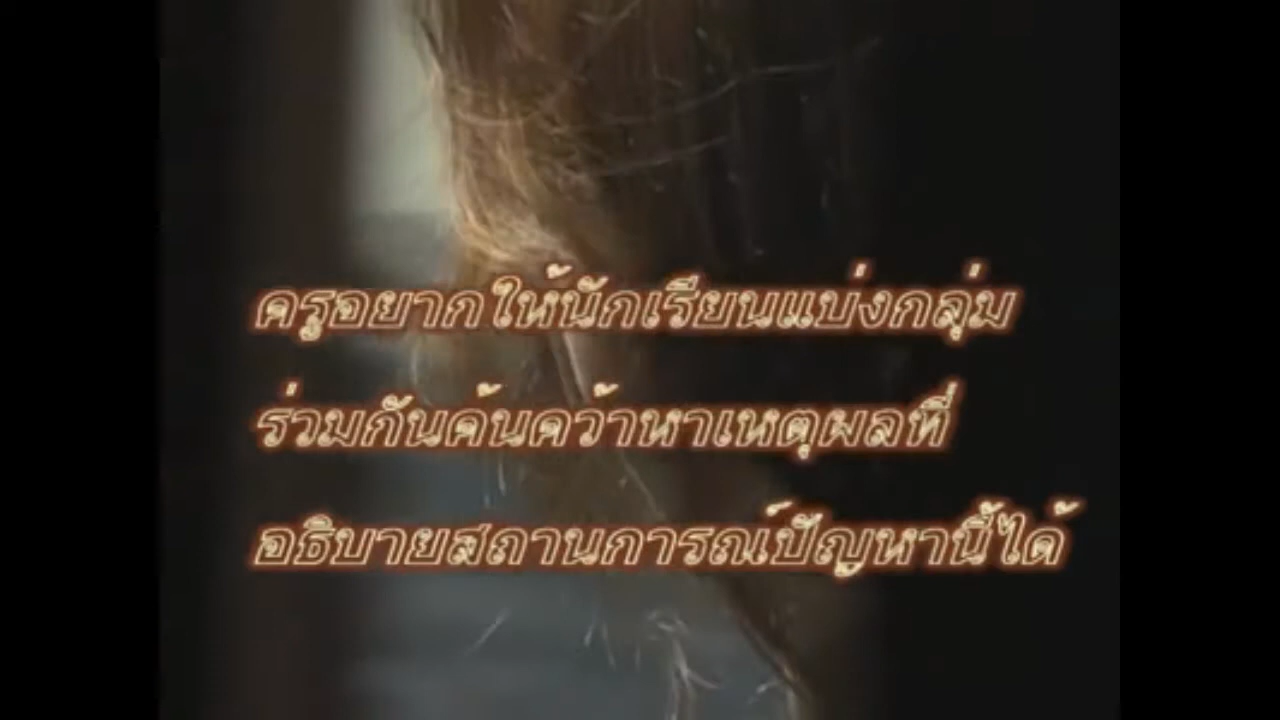 ครูอยากให้นักเรียนแบ่งกลุ่ม
ร่วมกันค้นคว้าหาเหตุผลที่
อธิบายสถานการณ์ปัญหานี้ได้